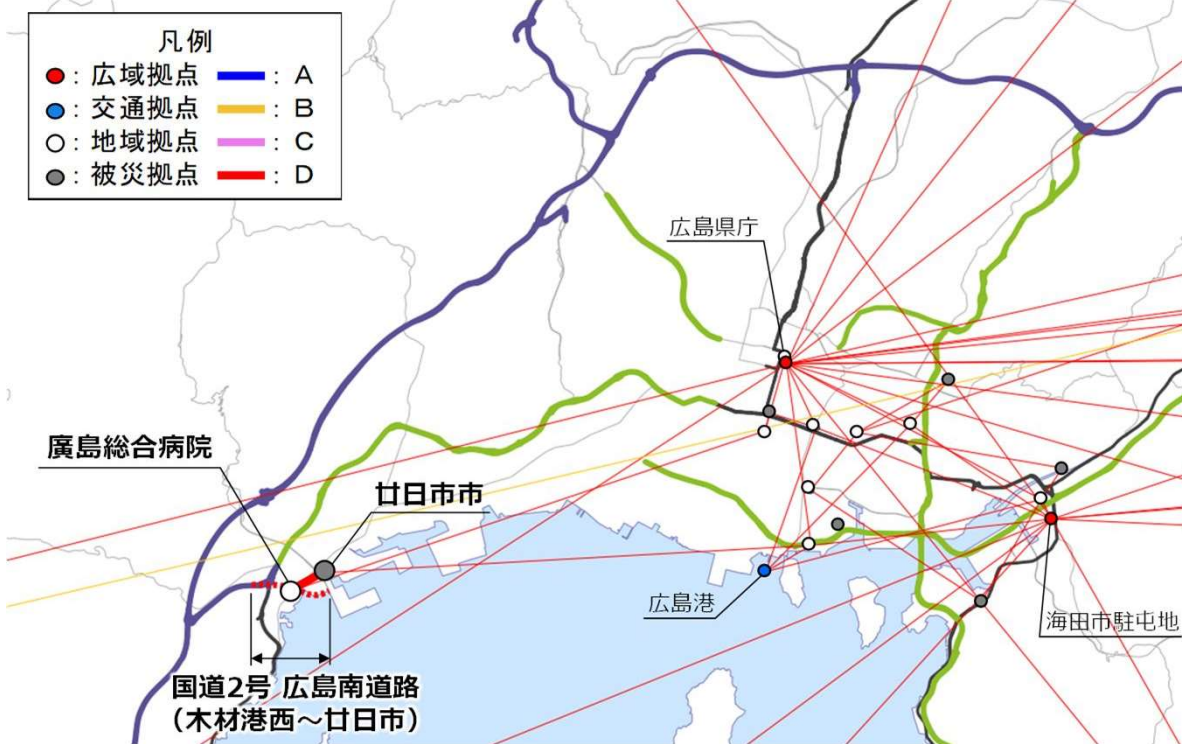 凡例
●：広域拠点 ：A
●：交通拠点 ：B
○：地域拠点 ：C
●：被災拠点 ：D
広島県庁
廣島総合病院
廿日市市
広島港
海田市駐屯地
国道2号 広島南道路
（木材港西～廿日市）